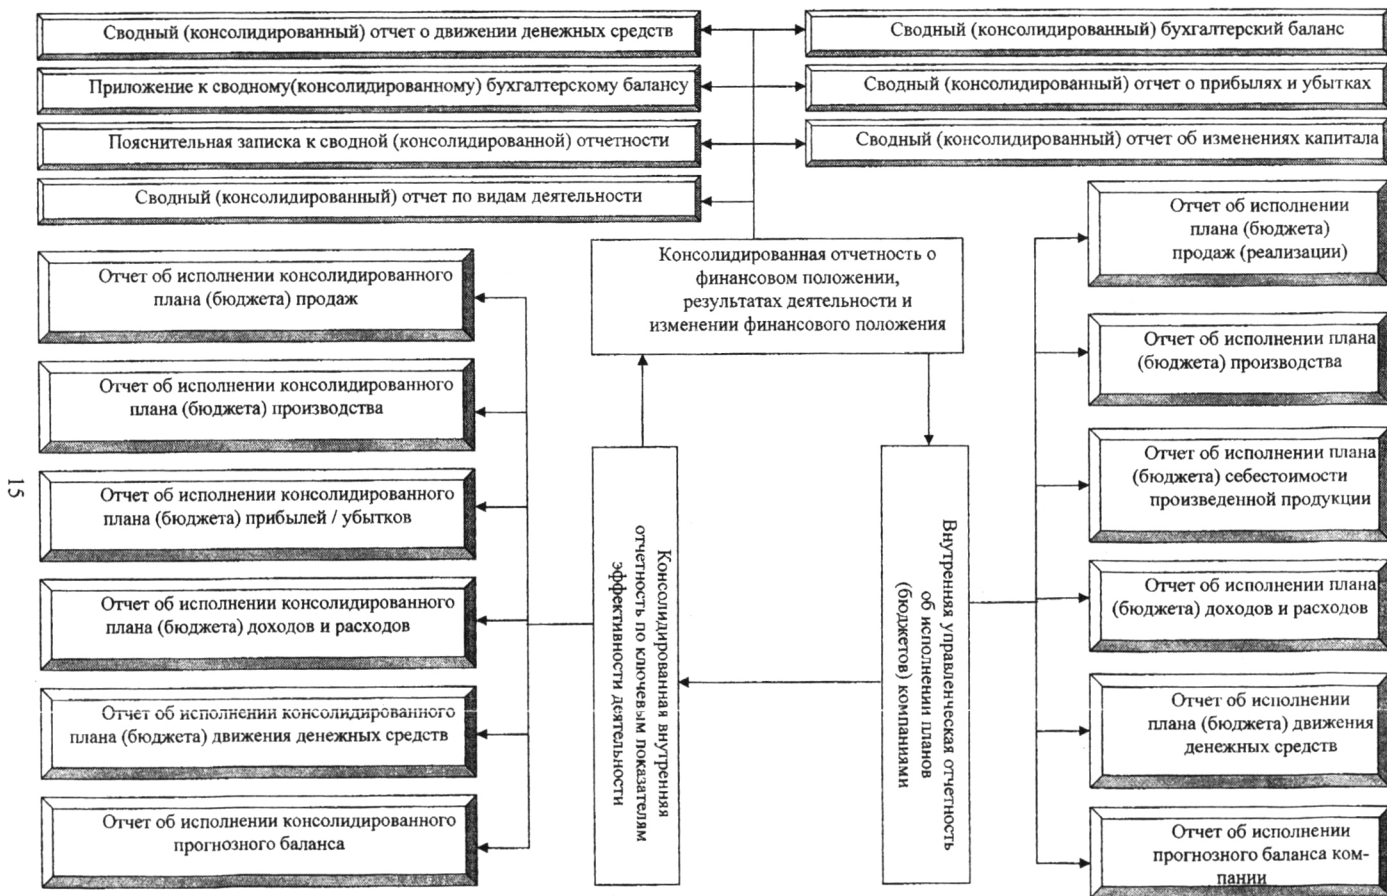 Сводный (консолидированный) отчет о движении денежных средств
Приложение к сводному(консолидированному) бухгалтерскому балансу
Пояснительная записка к сводной (консолидированной) отчетности
Сводный (консолидированный) отчет по видам деятельности
Сводный (консолидированный) бухгалтерский баланс
Сводный (консолидированный) отчет о прибылях и убытках
Сводный (консолидированный) отчет об изменениях капитала
Консолидированная отчетность о
финансовом положении,
результатах деятельности и
изменении финансового положения
Отчет об исполнении консолидированного
плана (бюджета) продаж
Отчет об исполнении консолидированного
плана (бюджета) производства
Отчет об исполнении консолидированного
плана (бюджета) прибылей / убытков
Отчет об исполнении консолидированного
плана (бюджета) доходов и расходов
Отчет об исполнении консолидированного
плана (бюджета) движения денежных средств
Отчет об исполнении консолидированного
прогнозного баланса
Консолидированная внутренняя
отчетность по ключевым показателям
эффективности деятельности
Внутренняя управленческая отчетность
об исполнении планов
(бюджетов) компаниями
Отчет об исполнении
плана (бюджета)
продаж (реализации)
Отчет об исполнении плана
(бюджета) производства
Отчет об исполнении плана
(бюджета) себестоимости
произведенной продукции
Отчет об исполнении плана
(бюджета) доходов и расходов
Отчет об исполнении
плана (бюджета) движения
денежных средств
Отчет об исполнении
прогнозного баланса ком-
пании
15